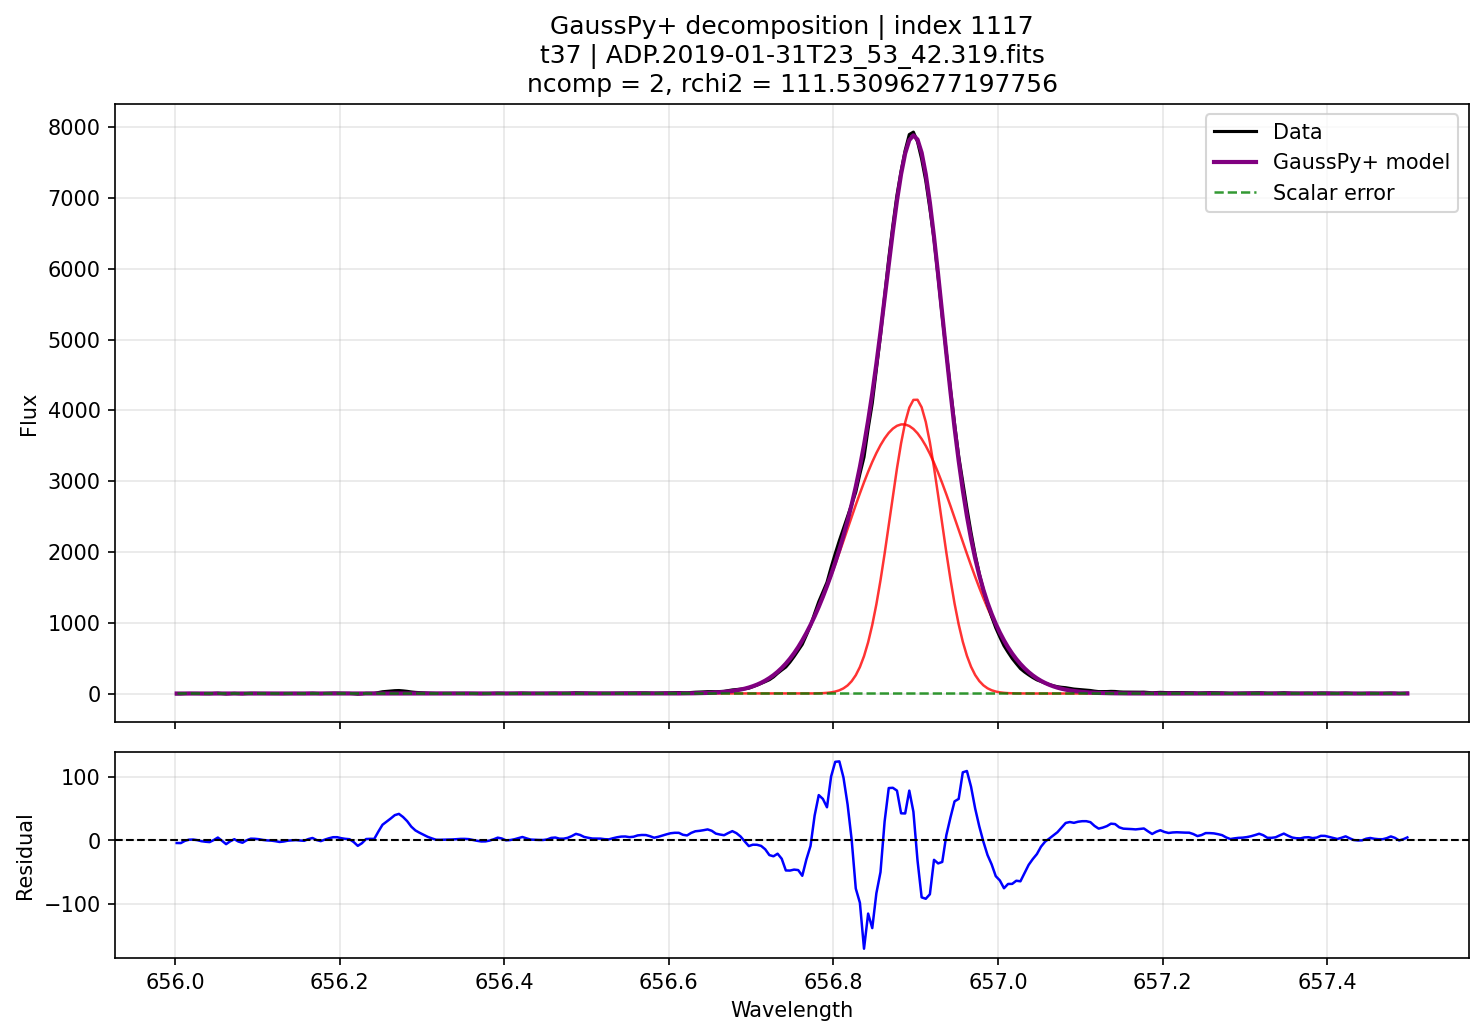 GaussPy+ decomposition | index 1117
t37 | ADP.2019-01-31T23_53_42.319.fits
ncomp = 2, rchi2 = 111.53096277197756
Data
GaussPy+ model
Scalar error
Flux
8000
7000
6000
5000
4000
3000
2000
1000
0
Residual
100
0
−100
656.0
656.2
656.4
656.6
656.8
657.0
657.2
657.4
Wavelength